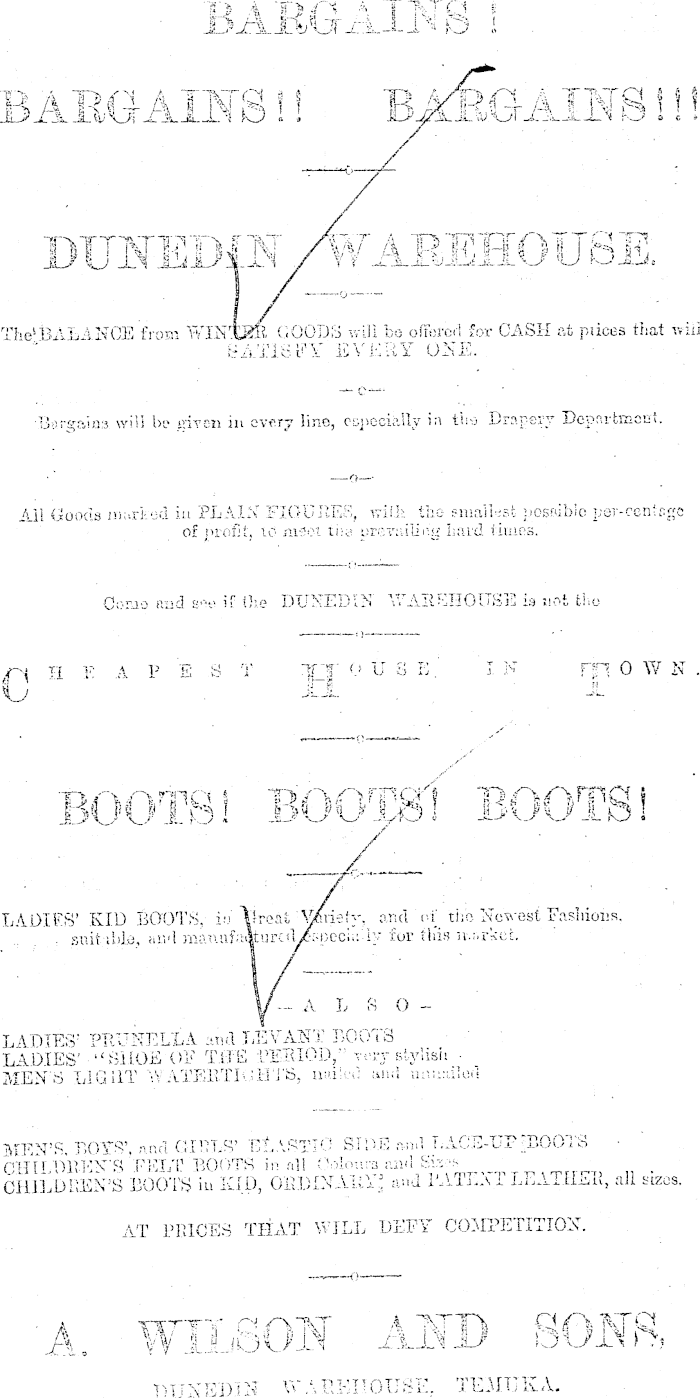 BARGAINS!
BARGAINS!! BARGAINS!!!
DUNEDIN WAREHOUSE.
The BALANCE from WINTER GOODS will be offered for CASH at prices that will
SATISFY EVERY ONE.
Bargains will be given in every line, especially in the Drapery Department.
All Goods marked in PLAIN FIGURES, with the smallest possible per-centage
of profit, to meet the prevailing hard times.
Come and see if the DUNEDIN WAREHOUSE is not the
CHEAPEST HOUSE IN TOWN.
BOOTS! BOOTS! BOOTS!
LADIES' KID BOOTS, in Great Variety, and of the Newest Fashions,
suitable, and manufactured especially for this market.
—ALSO—
LADIES' PRUNELLA and LEVANT BOOTS
LADIES' "SHOE OF THE PERIOD," very stylish
MEN'S LIGHT WATERTIGHTS, nailed and unnailed
MEN'S, BOYS', and GIRLS' ELASTIC SIDE and LACE-UP BOOTS
CHILDREN'S FELT BOOTS in all Colours and Sizes
CHILDREN'S BOOTS in KID, ORDINARY, and PATENT LEATHER, all sizes.
AT PRICES THAT WILL DEFY COMPETITION.
A. WILSON AND SONS,
DUNEDIN WAREHOUSE, TEMUKA.